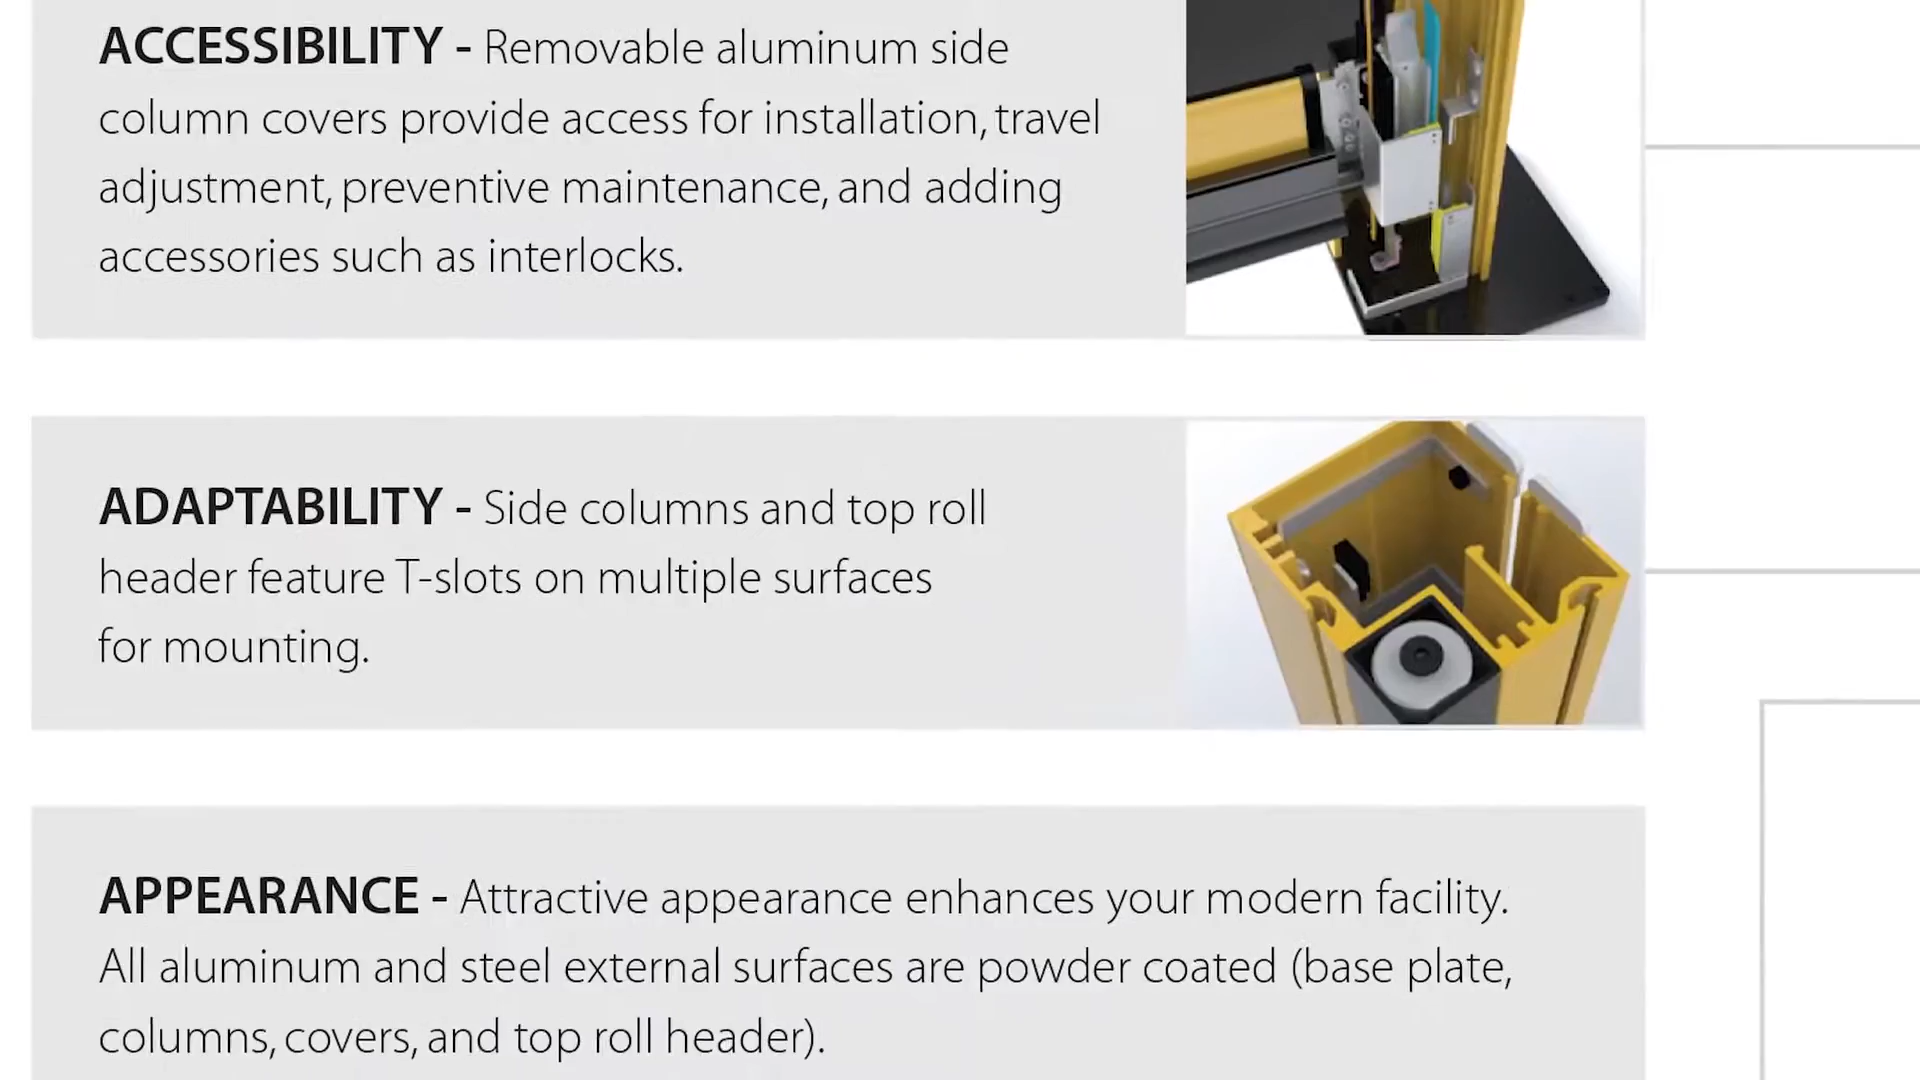 ACCESSIBILITY - Removable aluminum side
column covers provide access for installation, travel
adjustment, preventive maintenance, and adding
accessories such as interlocks.
ADAPTABILITY - Side columns and top roll
header feature T-slots on multiple surfaces
for mounting.
APPEARANCE - Attractive appearance enhances your modern facility.
All aluminum and steel external surfaces are powder coated (base plate,
columns, covers, and top roll header).